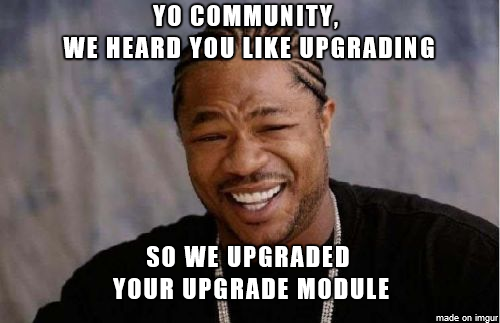 YO COMMUNITY,
WE HEARD YOU LIKE UPGRADING
SO WE UPGRADED
YOUR UPGRADE MODULE
made on imgur